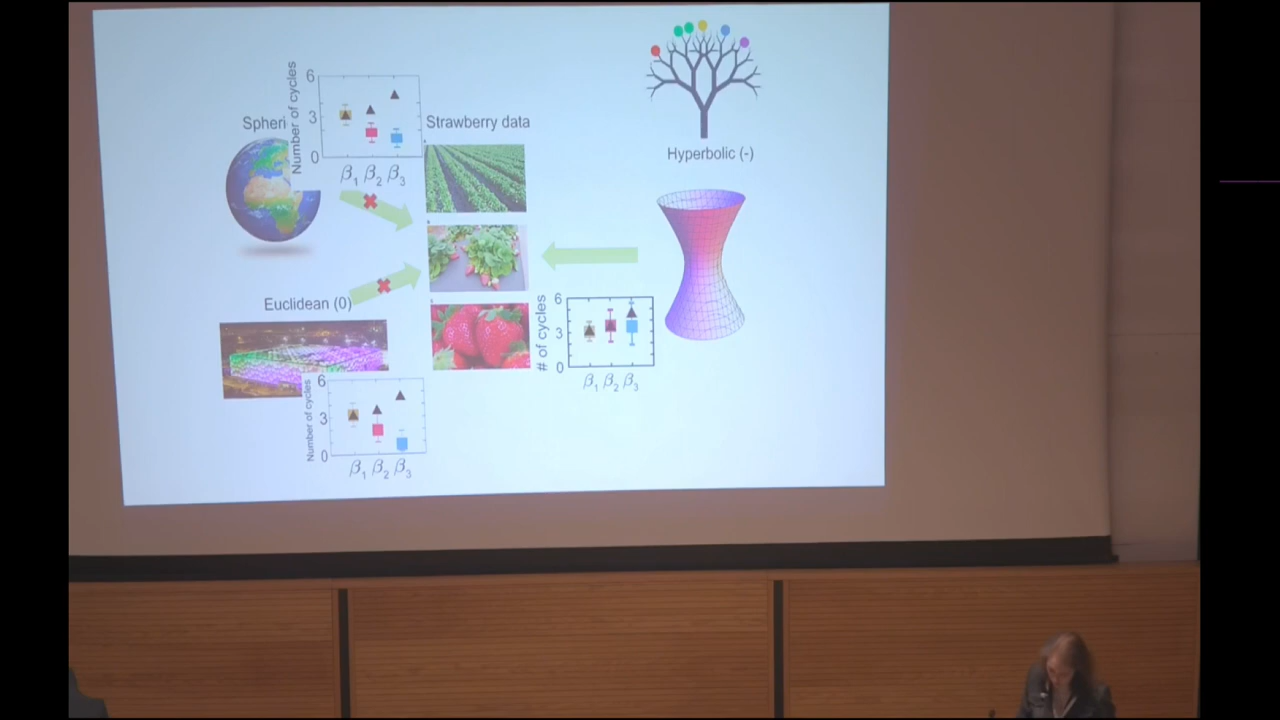 Number of cycles
6
3
0
β1 β2 β3
Spheri
Strawberry data
Hyperbolic (-)
Euclidean (0)
Number of cycles
6
3
0
β1 β2 β3
# of cycles
6
3
0
β1 β2 β3